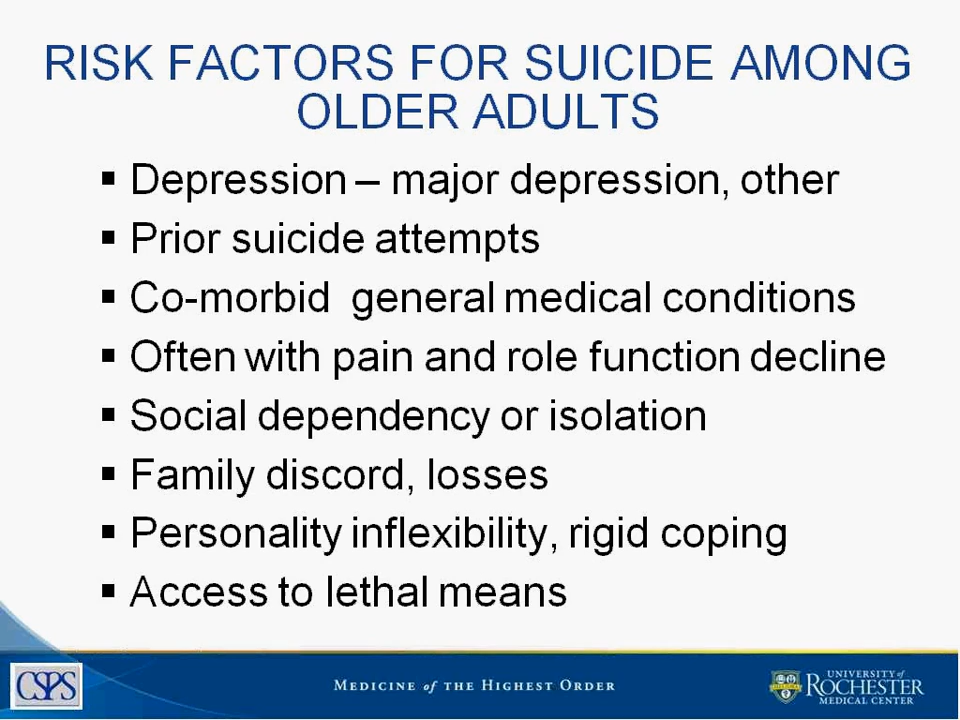 RISK FACTORS FOR SUICIDE AMONG
OLDER ADULTS
▪ Depression – major depression, other
▪ Prior suicide attempts
▪ Co-morbid general medical conditions
▪ Often with pain and role function decline
▪ Social dependency or isolation
▪ Family discord, losses
▪ Personality inflexibility, rigid coping
▪ Access to lethal means
CSPS
MEDICINE of THE HIGHEST ORDER
UNIVERSITY of
ROCHESTER
MEDICAL CENTER